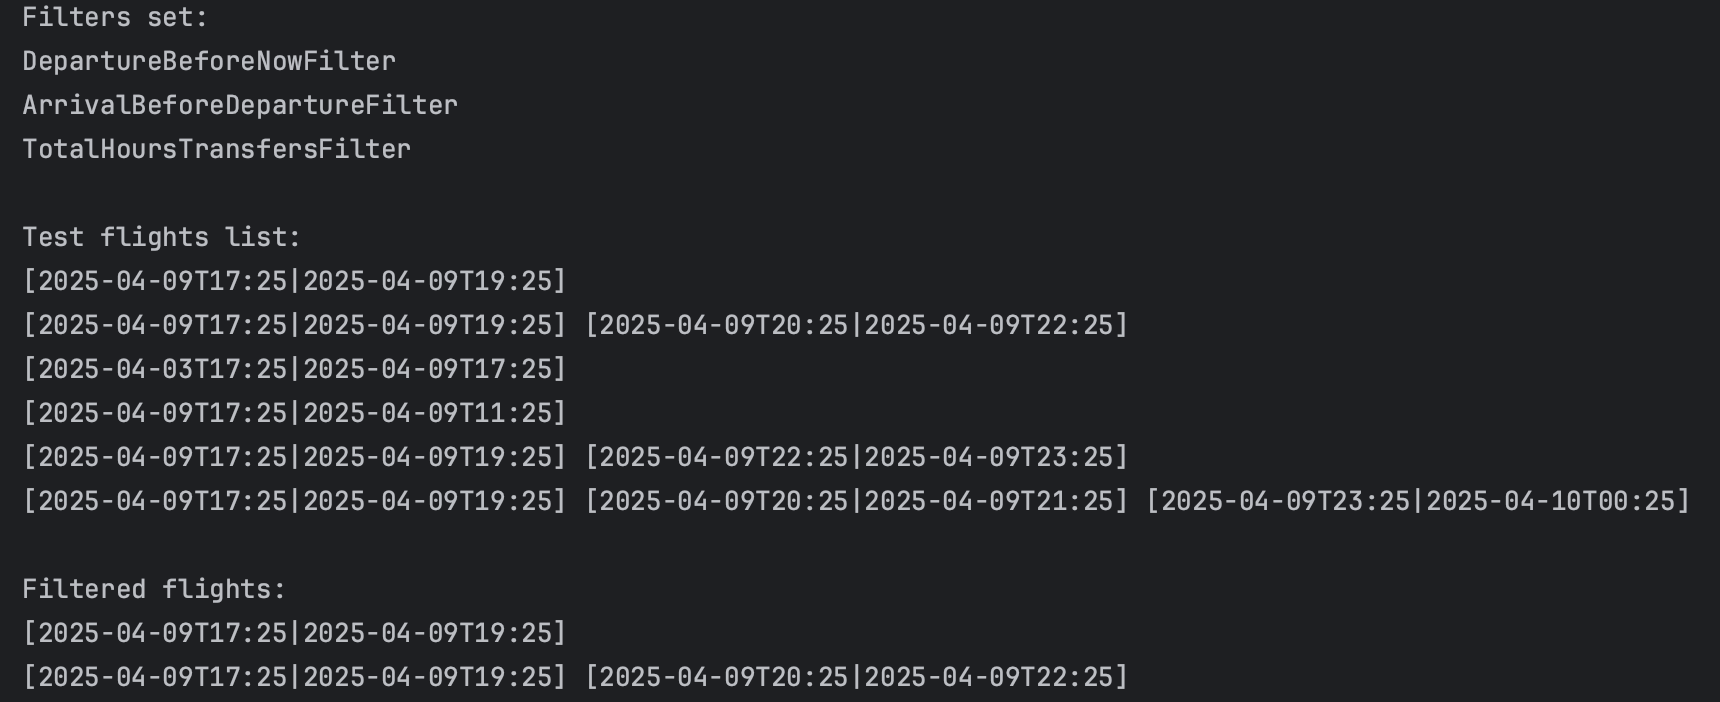 Filters set:
DepartureBeforeNowFilter
ArrivalBeforeDepartureFilter
TotalHoursTransfersFilter
Test flights list:
[2025-04-09T17:25|2025-04-09T19:25]
[2025-04-09T17:25|2025-04-09T19:25] [2025-04-09T20:25|2025-04-09T22:25]
[2025-04-03T17:25|2025-04-09T17:25]
[2025-04-09T17:25|2025-04-09T11:25]
[2025-04-09T17:25|2025-04-09T19:25] [2025-04-09T22:25|2025-04-09T23:25]
[2025-04-09T17:25|2025-04-09T19:25] [2025-04-09T20:25|2025-04-09T21:25] [2025-04-09T23:25|2025-04-10T00:25]
Filtered flights:
[2025-04-09T17:25|2025-04-09T19:25]
[2025-04-09T17:25|2025-04-09T19:25] [2025-04-09T20:25|2025-04-09T22:25]